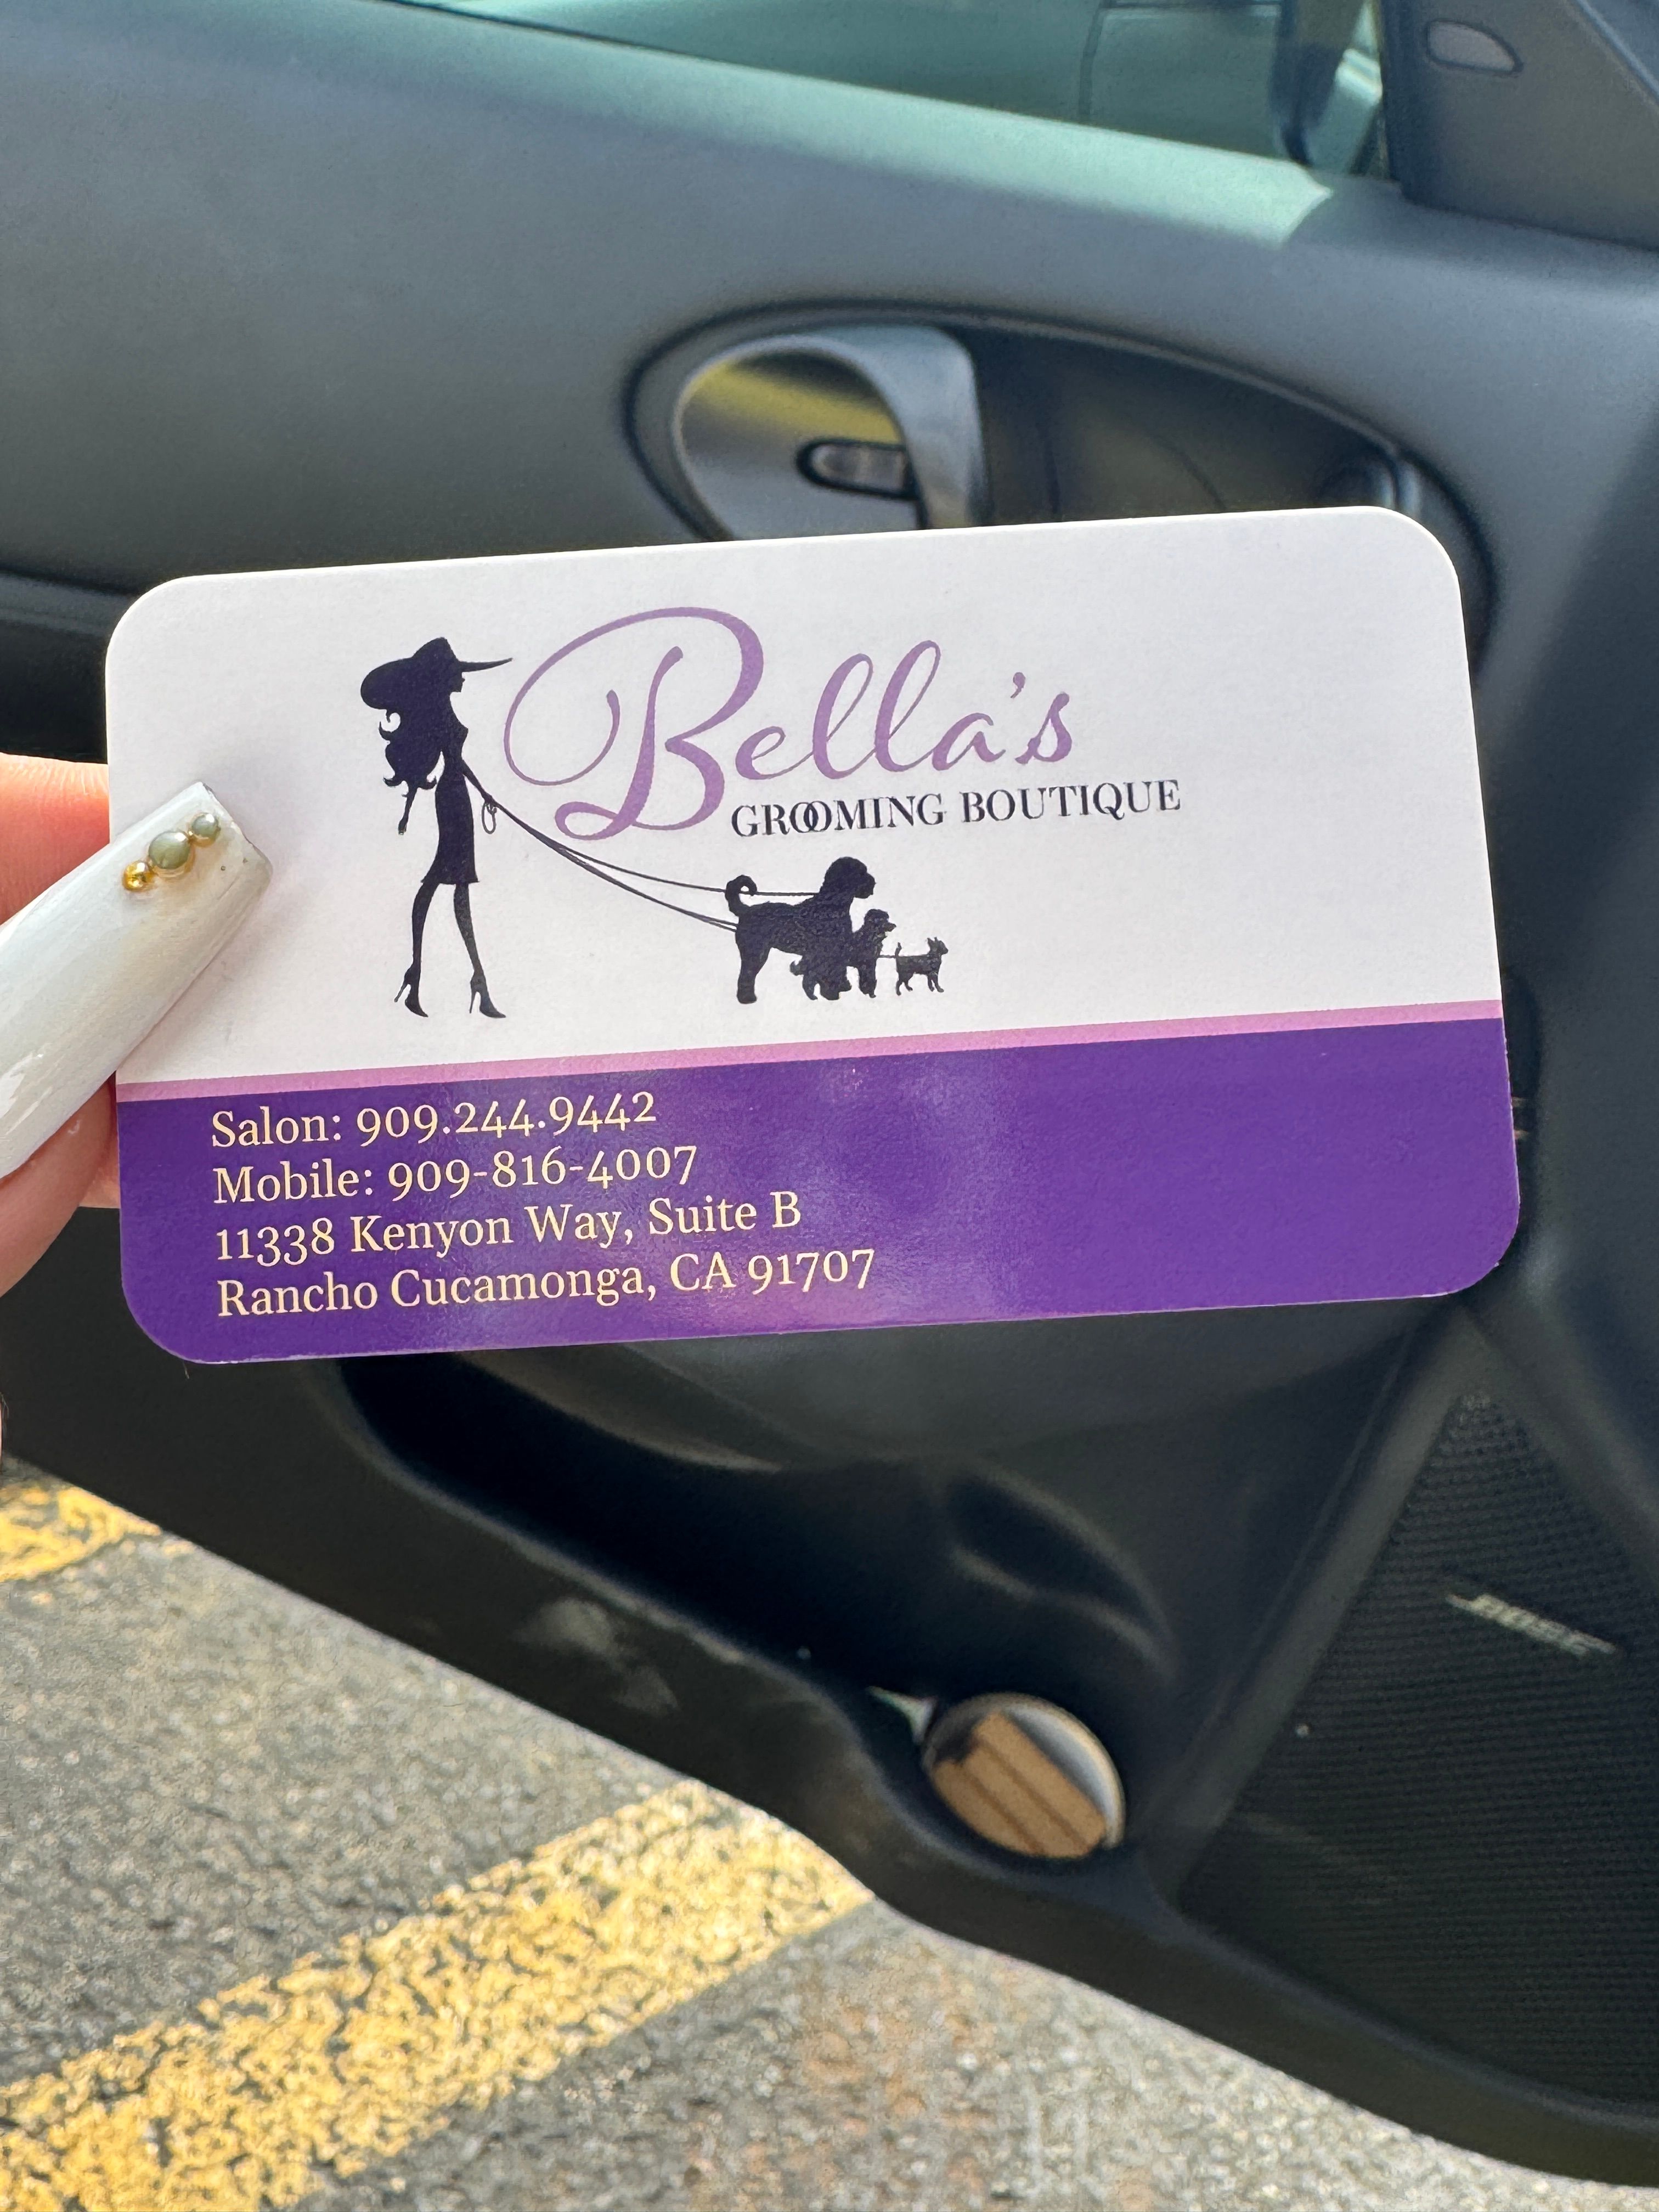 Bella's
GROOMING BOUTIQUE
Salon: 909.244.9442
Mobile: 909-816-4007
11338 Kenyon Way, Suite B
Rancho Cucamonga, CA 91707
BOSE